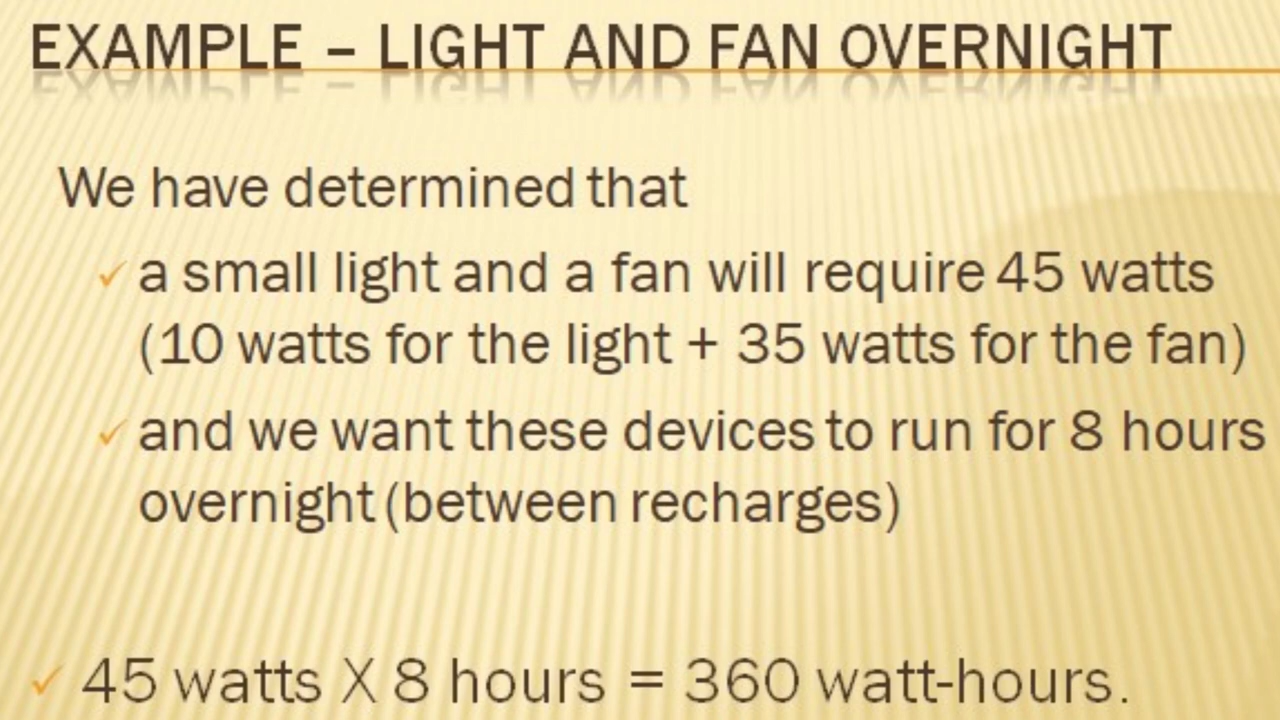 EXAMPLE – LIGHT AND FAN OVERNIGHT
We have determined that
✓ a small light and a fan will require 45 watts
(10 watts for the light + 35 watts for the fan)
✓ and we want these devices to run for 8 hours
overnight (between recharges)
✓ 45 watts X 8 hours = 360 watt-hours.